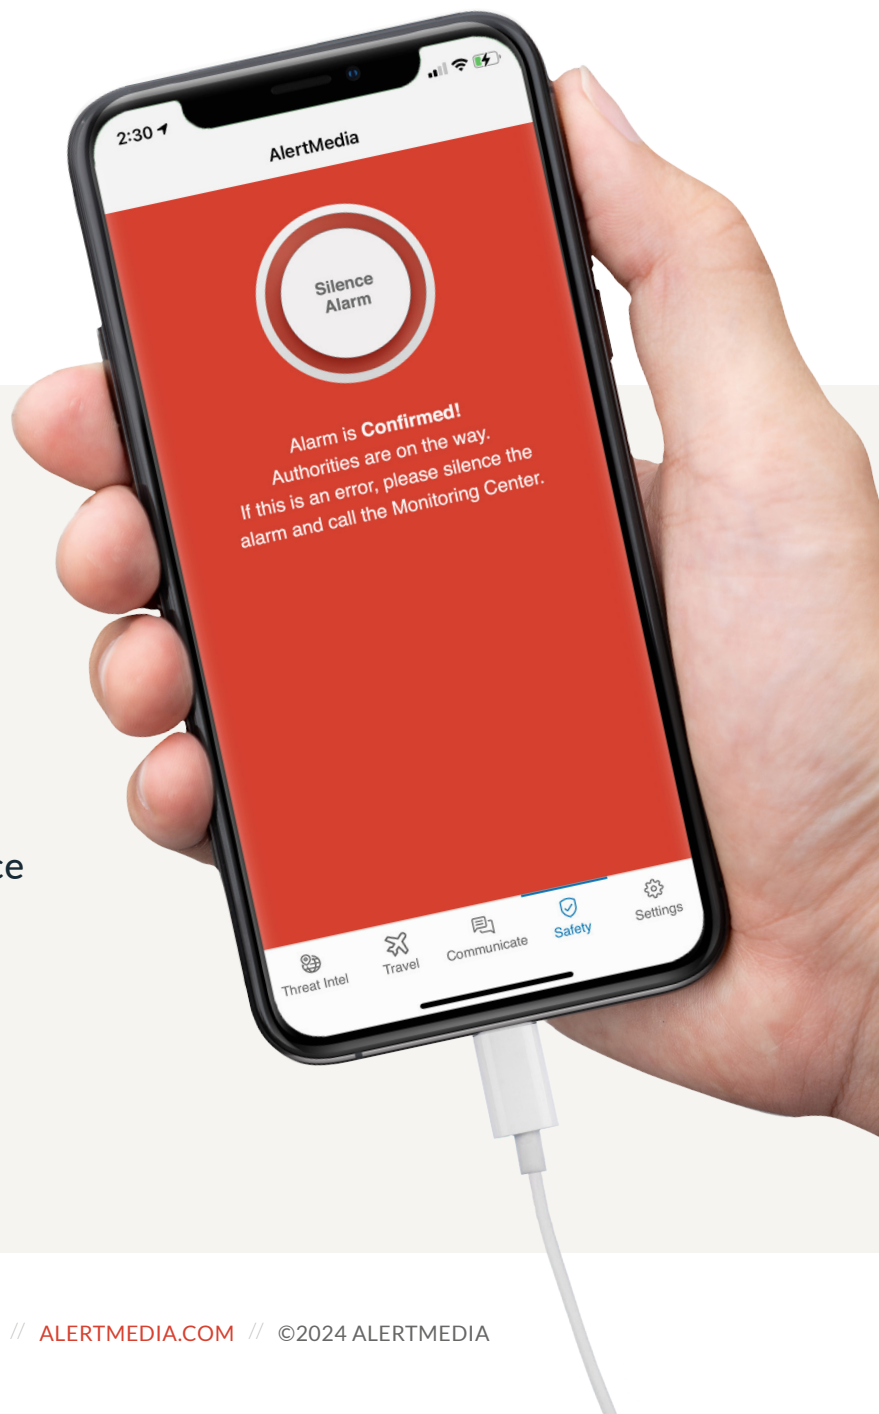 2:30
AlertMedia
Silence
Alarm
Alarm is Confirmed!
Authorities are on the way.
If this is an error, please silence the
alarm and call the Monitoring Center.
ce
Threat Intel
Travel
Communicate
Safety
Settings
// ALERTMEDIA.COM // ©2024 ALERTMEDIA